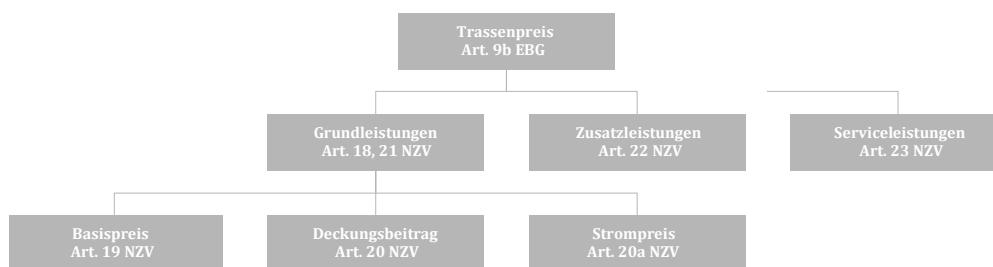 Trassenpreis
Art. 9b EBG
Grundleistungen
Art. 18, 21 NZV
Zusatzleistungen
Art. 22 NZV
Serviceleistungen
Art. 23 NZV
Basispreis
Art. 19 NZV
Deckungsbeitrag
Art. 20 NZV
Strompreis
Art. 20a NZV